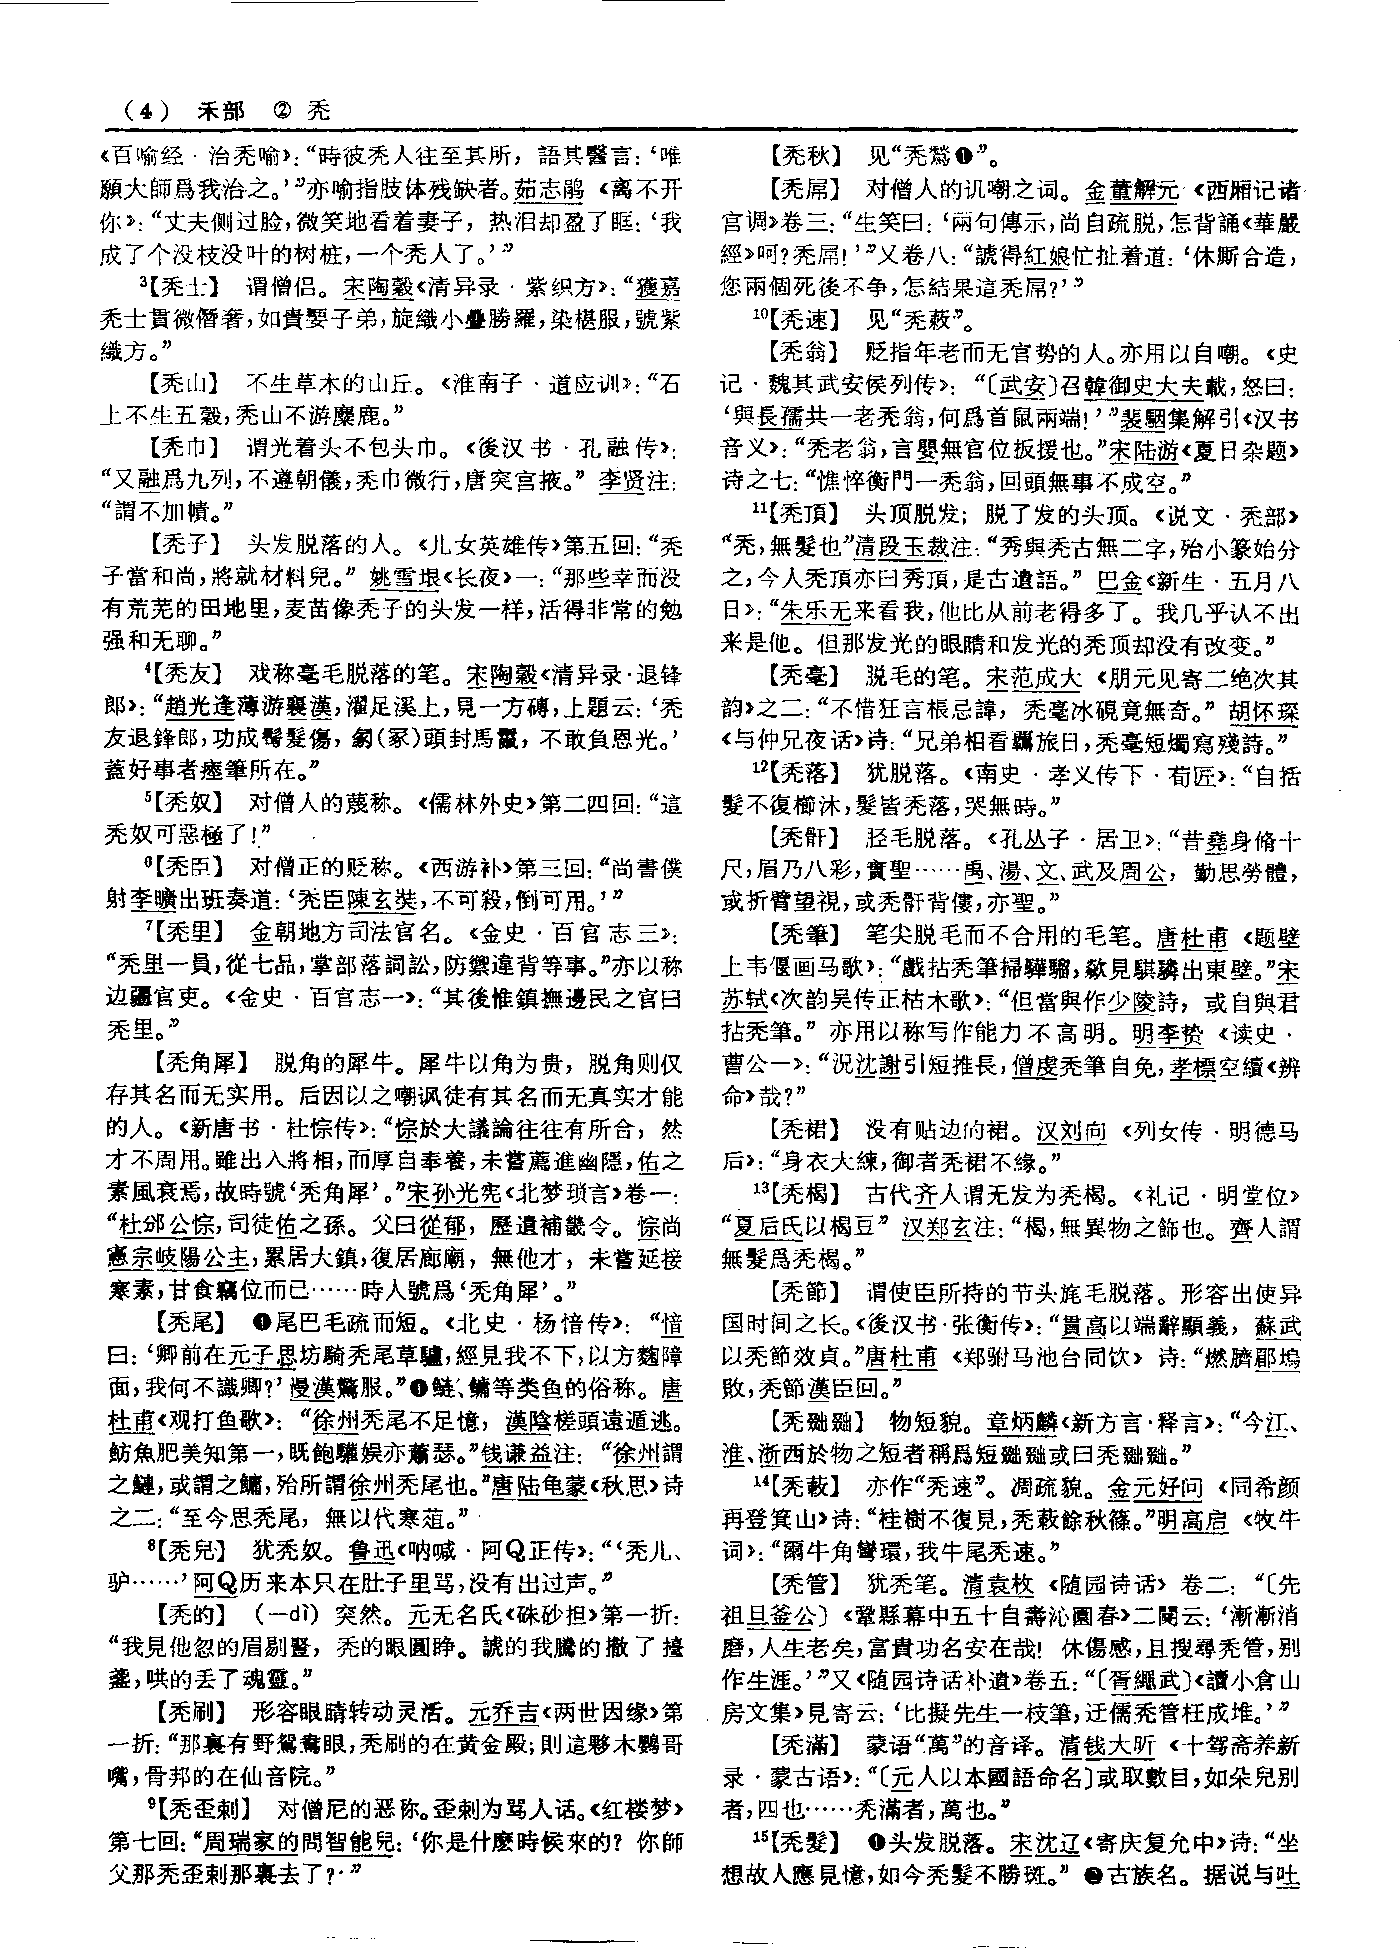 （4） 禾部 ② 秃
《百喻经·治秃喻》：“時彼秃人往至其所，語其醫言：‘唯
願大師爲我治之。’”亦喻指肢体残缺者。茹志鹃《离不开
你》：“丈夫侧过脸，微笑地看着妻子，热泪却盈了眶：‘我
成了个没枝没叶的树桩，一个秃人了。’”
³【秃士】 谓僧侣。宋陶穀《清异录·紫织方》：“獲嘉
秃士貫微僭奢，如貴婴子弟，旋織小疊勝羅，染椹服，號紫
織方。”
【秃山】 不生草木的山丘。《淮南子·道应训》：“石
上不生五穀，秃山不游麋鹿。”
【秃巾】 谓光着头不包头巾。《後汉书·孔融传》：
“又融爲九列，不遵朝儀，秃巾微行，唐突宫掖。”李贤注：
“謂不加幘。”
【秃子】 头发脱落的人。《儿女英雄传》第五回：“秃
子當和尚，將就材料兒。”姚雪垠《长夜》一：“那些幸而没
有荒芜的田地里，麦苗像秃子的头发一样，活得非常的勉
强和无聊。”
⁴【秃友】 戏称毫毛脱落的笔。宋陶穀《清异录·退锋
郎》：“趙光逢薄游襄漢，濯足溪上，見一方磚，上題云：‘秃
友退鋒郎，功成鬢髮傷，冢(冢)頭封馬鬣，不敢負恩光。’
蓋好事者瘞筆所在。”
⁵【秃奴】 对僧人的蔑称。《儒林外史》第二四回：“這
秃奴可惡極了！”
⁶【秃臣】 对僧正的贬称。《西游补》第三回：“尚書僕
射李曠出班奏道：‘秃臣陳玄奘，不可殺，倒可用。’”
⁷【秃里】 金朝地方司法官名。《金史·百官志三》：
“秃里一員，從七品，掌部落詞訟，防禦違背等事。”亦以称
边疆官吏。《金史·百官志一》：“其後惟鎮撫邊民之官曰
秃里。”
【秃角犀】 脱角的犀牛。犀牛以角为贵，脱角则仅
存其名而无实用。后因以之嘲讽徒有其名而无真实才能
的人。《新唐书·杜悰传》：“悰於大議論往往有所合，然
才不周用。雖出入將相，而厚自奉養，未嘗薦進幽隱，佑之
素風衰焉，故時號‘秃角犀’。”宋孙光宪《北梦琐言》卷一：
“杜邠公悰，司徒佑之孫。父曰從郁，歷遺補畿令。悰尚
憲宗岐陽公主，累居大鎮，復居廊廟，無他才，未嘗延接
寒素，甘食竊位而已……時人號爲‘秃角犀’。”
【秃尾】 ❶尾巴毛疏而短。《北史·杨愔传》：“愔
曰：‘卿前在元子思坊騎秃尾草驢，經見我不下，以方麴障
面，我何不識卿？’慢漢驚服。”❶鲢、鳙等类鱼的俗称。唐
杜甫《观打鱼歌》：“徐州秃尾不足憶，漢陰槎頭遠遁逃。
魴魚肥美知第一，既飽驩娱亦蕭瑟。”钱谦益注：“徐州謂
之鰱，或謂之鱅，殆所謂徐州秃尾也。”唐陆龟蒙《秋思》诗
之二：“至今思秃尾，無以代寒菹。”
⁸【秃兒】 犹秃奴。鲁迅《呐喊·阿Q正传》：“‘秃儿、
驴……’阿Q历来本只在肚子里骂，没有出过声。”
【秃的】 （—dì）突然。元无名氏《硃砂担》第一折：
“我見他忽的眉剔豎，秃的眼圓睁。諕的我騰的撤了擡
盞，哄的丢了魂靈。”
【秃刷】 形容眼睛转动灵活。元乔吉《两世因缘》第
一折：“那裏有野鴛鴦眼，秃刷的在黄金殿；則這夥木鸚哥
嘴，骨邦的在仙音院。”
⁹【秃歪剌】 对僧尼的恶称。歪剌为骂人话。《红楼梦》
第七回：“周瑞家的問智能兒：‘你是什麽時候來的？你師
父那秃歪剌那裏去了？’”
【秃秋】 见“秃鶖❶”。
【秃屌】 对僧人的讥嘲之词。金董解元《西厢记诸
宫调》卷三：“生笑曰：‘兩句傳示，尚自疏脱，怎背誦《華嚴
經》呵？秃屌！’”又卷八：“諕得紅娘忙扯着道：‘休厮合造，
您兩個死後不争，怎結果這秃屌？’”
¹⁰【秃速】 见“秃䔩”。
【秃翁】 贬指年老而无官势的人。亦用以自嘲。《史
记·魏其武安侯列传》：“〔武安〕召韓御史大夫載，怒曰：
‘與長孺共一老秃翁，何爲首鼠兩端！’”裴駰集解引《汉书
音义》：“秃老翁，言嬰無官位扳援也。”宋陆游《夏日杂题》
诗之七：“憔悴衡門一秃翁，回頭無事不成空。”
¹¹【秃頂】 头顶脱发；脱了发的头顶。《说文·秃部》
“秃，無髮也”清段玉裁注：“秀與秃古無二字，殆小篆始分
之，今人秃頂亦曰秀頂，是古遺語。”巴金《新生·五月八
日》：“朱乐无来看我，他比从前老得多了。我几乎认不出
来是他。但那发光的眼睛和发光的秃顶却没有改变。”
【秃毫】 脱毛的笔。宋范成大《朋元见寄二绝次其
韵》之二：“不惜狂言根忌諱，秃毫冰硯竟無奇。”胡怀琛
《与仲兄夜话》诗：“兄弟相看羈旅日，秃毫短燭寫殘詩。”
¹²【秃落】 犹脱落。《南史·孝义传下·荀匠》：“自括
髮不復櫛沐，髮皆秃落，哭無時。”
【秃骭】 胫毛脱落。《孔丛子·居卫》：“昔堯身脩十
尺，眉乃八彩，實聖……禹、湯、文、武及周公，勤思勞體，
或折臂望視，或秃骭背僂，亦聖。”
【秃筆】 笔尖脱毛而不合用的毛笔。唐杜甫《题壁
上韦偃画马歌》：“戲拈秃筆掃驊騮，欻見騏驎出東壁。”宋
苏轼《次韵吴传正枯木歌》：“但當與作少陵詩，或自與君
拈秃筆。”亦用以称写作能力不高明。明李贽《读史·
曹公一》：“况沈謝引短推長，僧虔秃筆自免，孝標空續《辨
命》哉？”
【秃裙】 没有贴边的裙。汉刘向《列女传·明德马
后》：“身衣大練，御者秃裙不緣。”
¹³【秃楬】 古代齐人谓无发为秃楬。《礼记·明堂位》
“夏后氏以楬豆”汉郑玄注：“楬，無異物之飾也。齊人謂
無髮爲秃楬。”
【秃節】 谓使臣所持的节头旄毛脱落。形容出使异
国时间之长。《後汉书·张衡传》：“貫高以端辭顯義，蘇武
以秃節效貞。”唐杜甫《郑驸马池台同饮》诗：“燃臍郿塢
敗，秃節漢臣回。”
【秃䂐䂐】 物短貌。章炳麟《新方言·释言》：“今江、
淮、浙西於物之短者稱爲短䂐䂐或曰秃䂐䂐。”
¹⁴【秃䔩】 亦作“秃速”。凋疏貌。金元好问《同希颜
再登箕山》诗：“桂樹不復見，秃䔩餘秋篠。”明高启《牧牛
词》：“爾牛角彎環，我牛尾秃速。”
【秃管】 犹秃笔。清袁枚《随园诗话》卷二：“〔先
祖旦釜公〕《鞏縣幕中五十自壽沁園春》二闋云：‘漸漸消
磨，人生老矣，富貴功名安在哉！休傷感，且搜尋秃管，别
作生涯。’”又《随园诗话补遗》卷五：“〔胥繩武〕《讀小倉山
房文集》見寄云：‘比擬先生一枝筆，迂儒秃管枉成堆。’”
【秃滿】 蒙语“萬”的音译。清钱大昕《十驾斋养新
录·蒙古语》：“〔元人以本國語命名〕或取數目，如朵兒别
者，四也……秃滿者，萬也。”
¹⁵【秃髮】 ❶头发脱落。宋沈辽《寄庆复允中》诗：“坐
想故人應見憶，如今秃髮不勝斑。”❷古族名。据说与吐